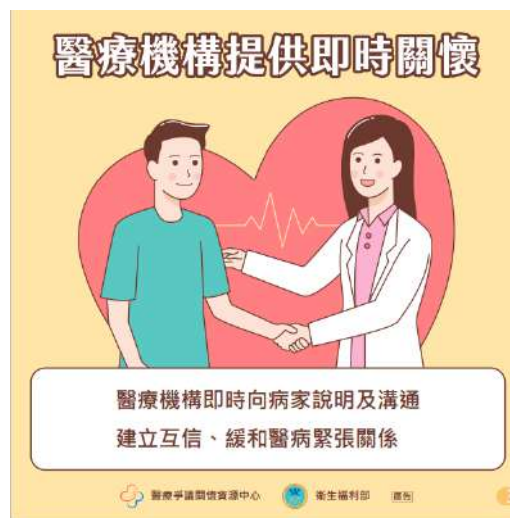 醫療機構提供即時關懷
醫療機構即時向病家說明及溝通
建立互信、緩和醫病緊張關係
醫療爭議關懷資源中心 衛生福利部 廣告